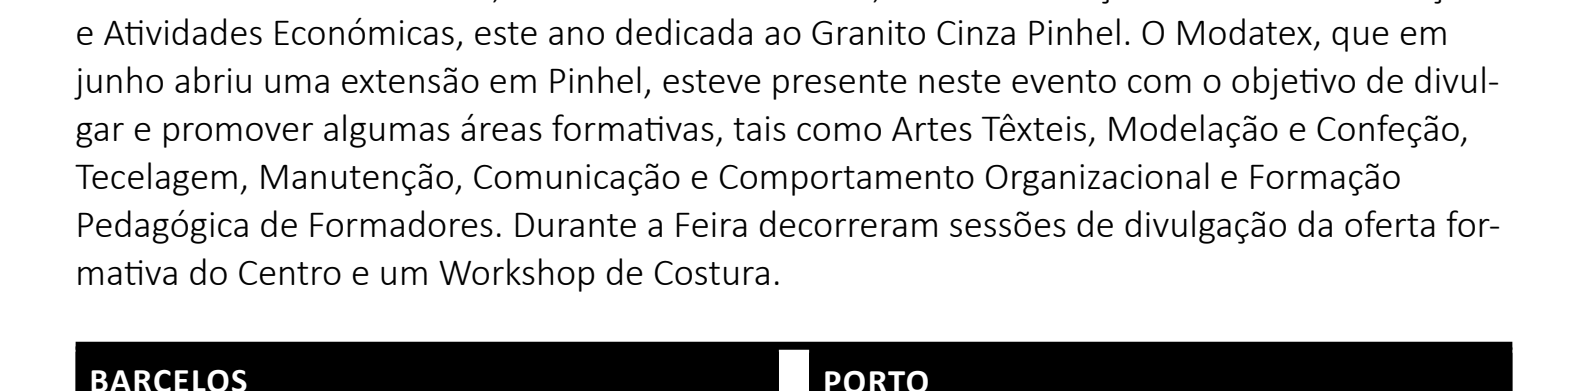 e Atividades Económicas, este ano dedicada ao Granito Cinza Pinhel. O Modatex, que em
junho abriu uma extensão em Pinhel, esteve presente neste evento com o objetivo de divul-
gar e promover algumas áreas formativas, tais como Artes Têxteis, Modelação e Confeção,
Tecelagem, Manutenção, Comunicação e Comportamento Organizacional e Formação
Pedagógica de Formadores. Durante a Feira decorreram sessões de divulgação da oferta for-
mativa do Centro e um Workshop de Costura.
BARCELOS
PORTO